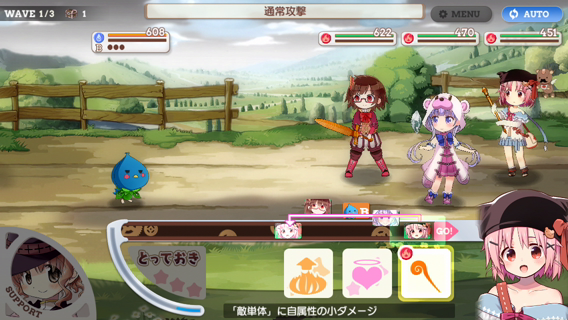 WAVE 1/3 1
通常攻撃
MENU
AUTO
608
B
622
470
451
B
GO!
とっておき
SUPPORT
「敵単体」に自属性の小ダメージ